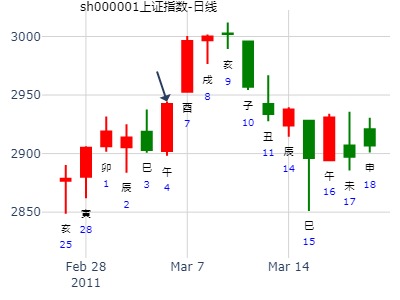 sh000001上证指数-日线
3000
2950
2900
2850
亥
25
寅
28
卯
1
辰
2
巳
3
午
4
酉
7
戌
8
亥
9
子
10
丑
11
辰
14
巳
15
午
16
未
17
申
18
Feb 28
2011
Mar 7
Mar 14